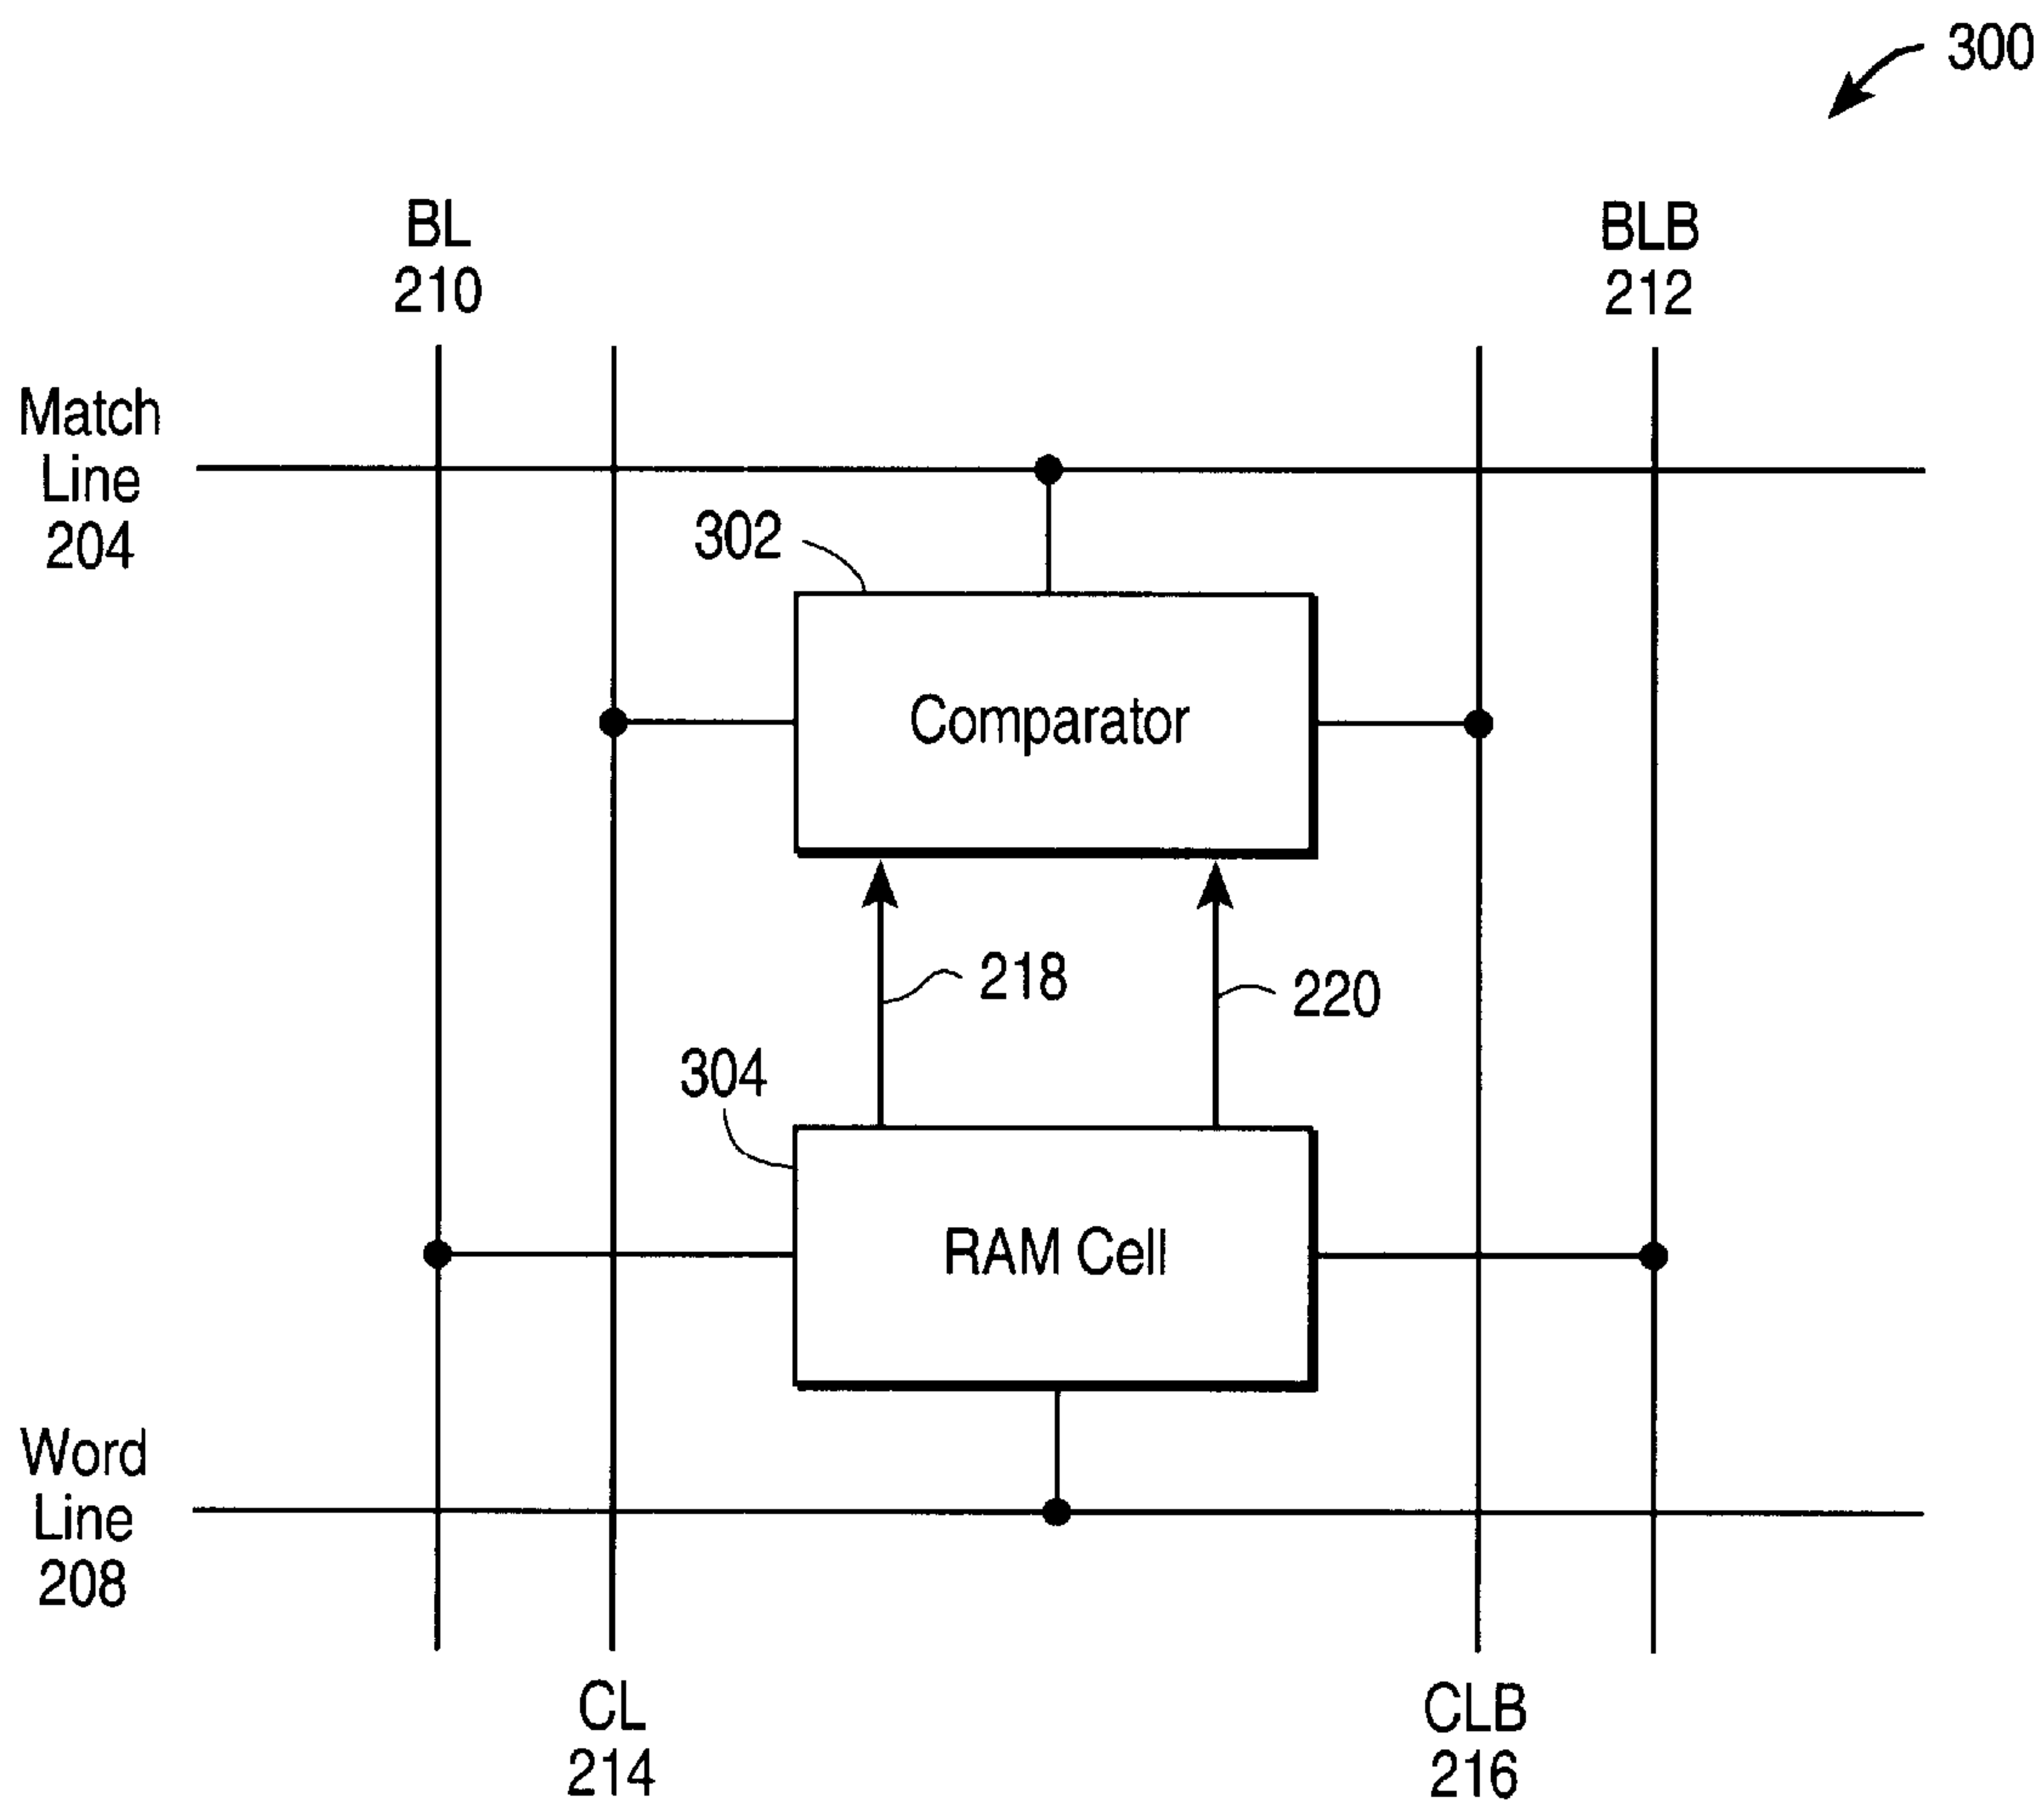 300
BL
210
BLB
212
Match
Line
204
302
Comparator
218
220
304
RAM Cell
Word
Line
208
CL
214
CLB
216